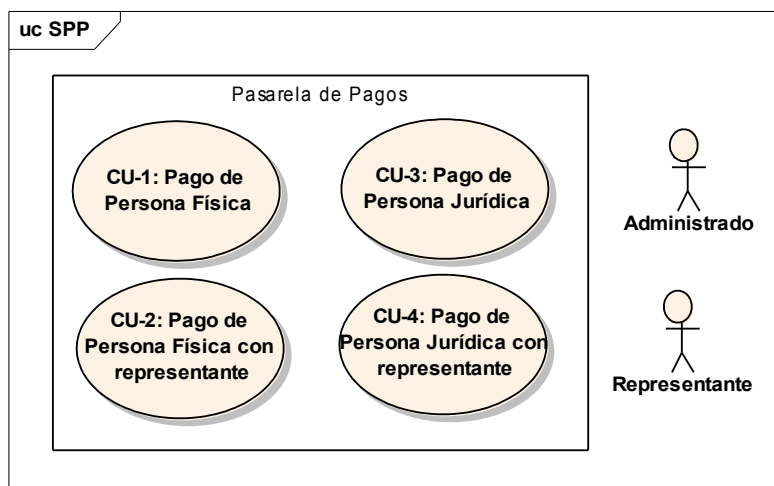 uc SPP
Pasarela de Pagos
CU-1: Pago de
Persona Física
CU-3: Pago de
Persona Jurídica
CU-2: Pago de
Persona Física con
representante
CU-4: Pago de
Persona Jurídica con
representante
Administrado
Representante